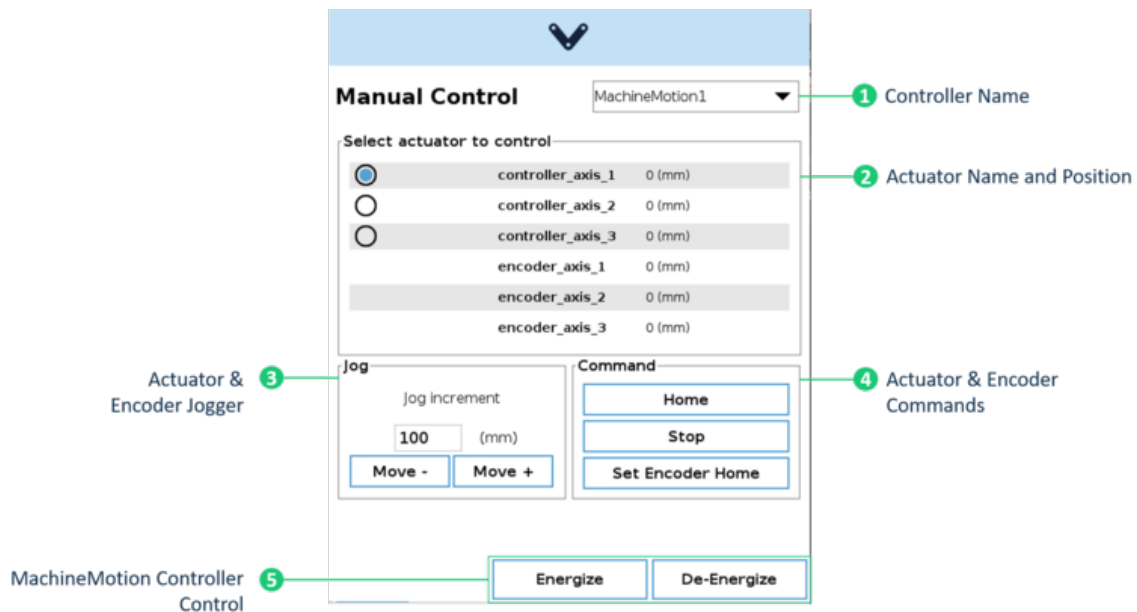 Manual Control
MachineMotion1
1 Controller Name
Select actuator to control
controller_axis_1 0 (mm)
2 Actuator Name and Position
controller_axis_2 0 (mm)
controller_axis_3 0 (mm)
encoder_axis_1 0 (mm)
encoder_axis_2 0 (mm)
encoder_axis_3 0 (mm)
Actuator &
Encoder Jogger
3
Jog
Jog increment
100 (mm)
Move - Move +
Command
Home
Stop
Set Encoder Home
4 Actuator & Encoder
Commands
MachineMotion Controller
Control
5
Energize De-Energize